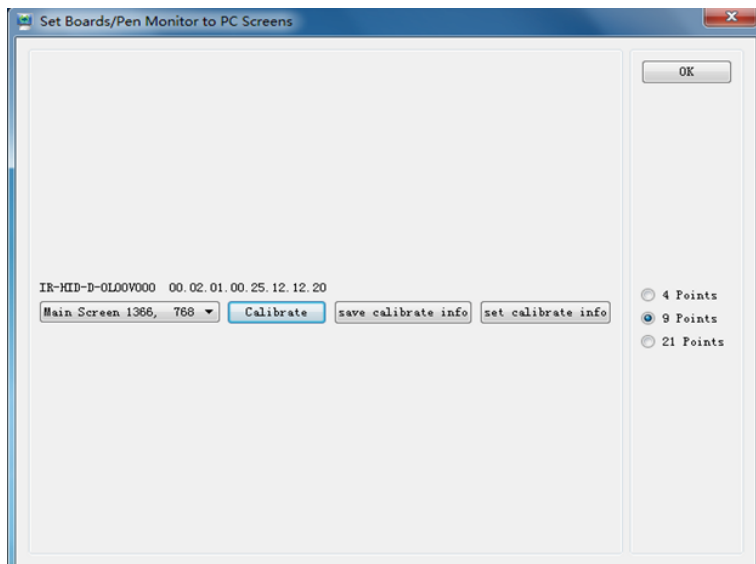 Set Boards/Pen Monitor to PC Screens
OK
IR-HID-D-OL00V000 00.02.01.00.25.12.12.20
Main Screen 1366, 768
Calibrate
save calibrate info
set calibrate info
4 Points
9 Points
21 Points